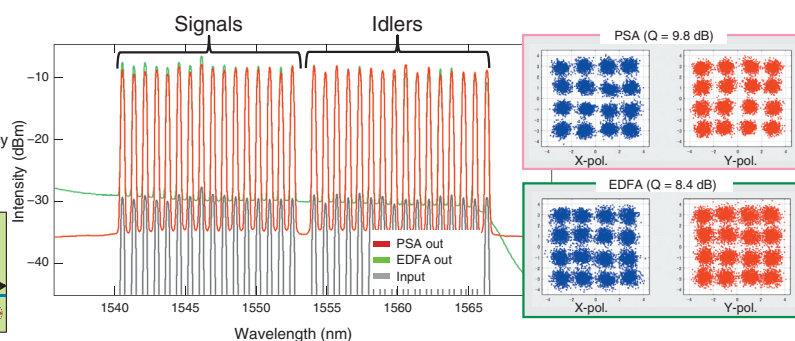 Signals
Idlers
y
Intensity (dBm)
−10
−20
−30
−40
1540
1545
1550
1555
1560
1565
Wavelength (nm)
PSA out
EDFA out
Input
PSA (Q = 9.8 dB)
X-pol.
Y-pol.
EDFA (Q = 8.4 dB)
X-pol.
Y-pol.